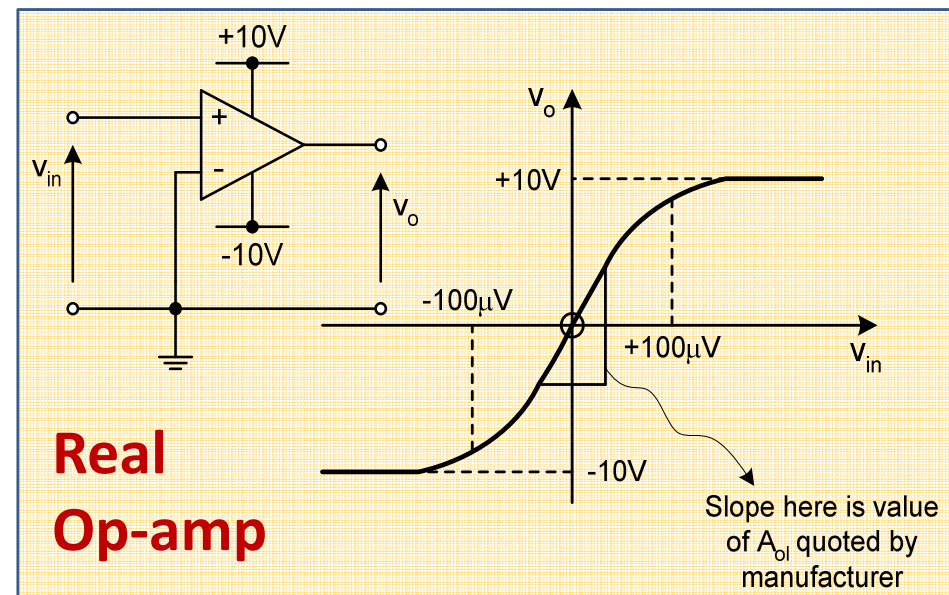 +10V
+
-
-10V
v_in
v_o
v_o
+10V
-100μV
+100μV
v_in
-10V
Real
Op-amp
Slope here is value
of A_ol quoted by
manufacturer